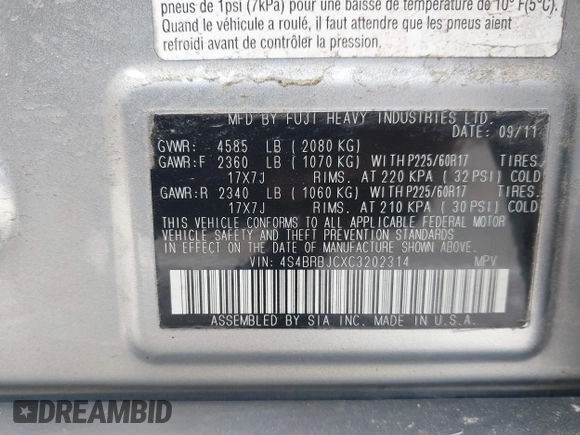 pneus de 1psi (7kPa) pour une baisse de température de 10° F(5°C).
Quand le véhicule a roulé, il faut attendre que les pneus aient
refroidi avant de contrôler la pression.
MFD BY FUJI HEAVY INDUSTRIES LTD.
DATE: 09/11
GVWR: 4585 LB (2080 KG)
GAWR:F 2360 LB (1070 KG) WITH P225/60R17 TIRES.
17X7J RIMS. AT 220 KPA (32 PSI) COLD
GAWR:R 2340 LB (1060 KG) WITH P225/60R17 TIRES.
17X7J RIMS. AT 210 KPA (30 PSI) COLD
THIS VEHICLE CONFORMS TO ALL APPLICABLE FEDERAL MOTOR
VEHICLE SAFETY AND THEFT PREVENTION STANDARDS
IN EFFECT ON THE DATE OF MANUFACTURE SHOWN ABOVE.
VIN: 4S4BRBJCXC3202314 MPV
ASSEMBLED BY SIA INC. MADE IN U.S.A.
DREAMBID